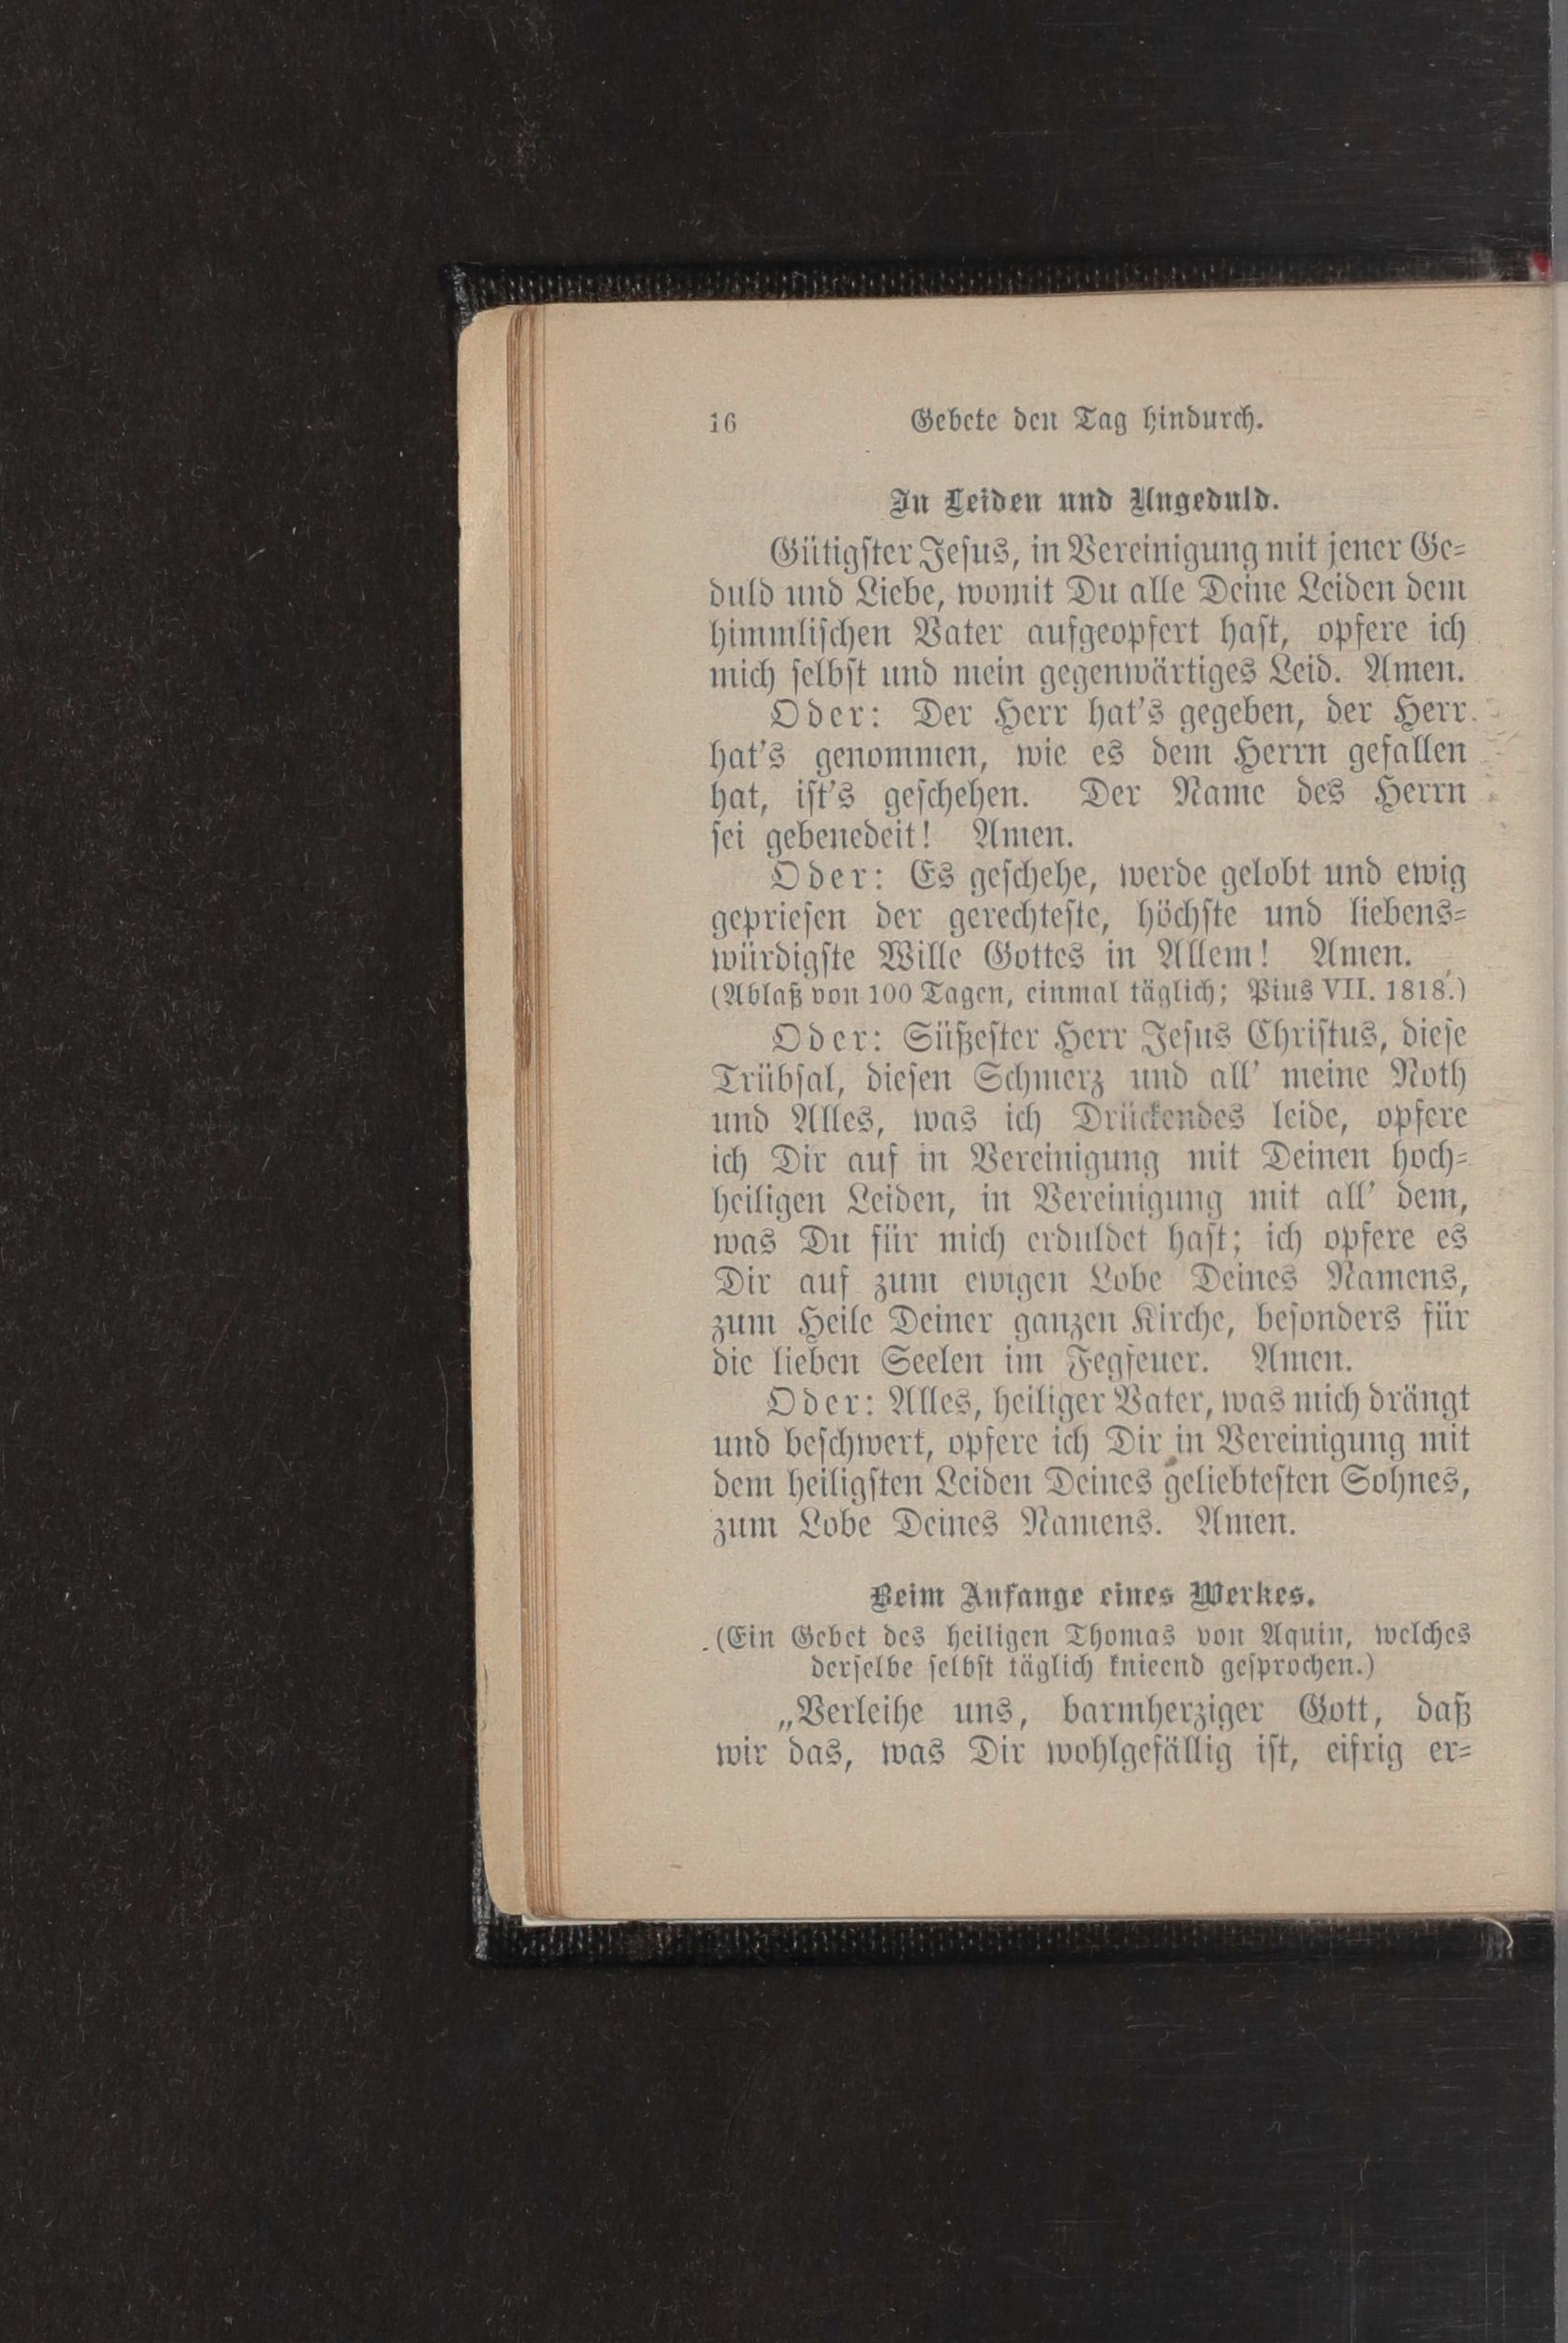 16 Gebete den Tag hindurch.
In Leiden und Ungeduld.
Gütigster Jesus, in Vereinigung mit jener Ge-
duld und Liebe, womit Du alle Deine Leiden dem
himmlischen Vater aufgeopfert hast, opfere ich
mich selbst und mein gegenwärtiges Leid. Amen.
Oder: Der Herr hat's gegeben, der Herr
hat's genommen, wie es dem Herrn gefallen
hat, ist's geschehen. Der Name des Herrn
sei gebenedeit! Amen.
Oder: Es geschehe, werde gelobt und ewig
gepriesen der gerechteste, höchste und liebens-
würdigste Wille Gottes in Allem! Amen.
(Ablaß von 100 Tagen, einmal täglich; Pius VII. 1818.)
Oder: Süßester Herr Jesus Christus, diese
Trübsal, diesen Schmerz und all' meine Noth
und Alles, was ich Drückendes leide, opfere
ich Dir auf in Vereinigung mit Deinen hoch-
heiligen Leiden, in Vereinigung mit all' dem,
was Du für mich erduldet hast; ich opfere es
Dir auf zum ewigen Lobe Deines Namens,
zum Heile Deiner ganzen Kirche, besonders für
die lieben Seelen im Fegfeuer. Amen.
Oder: Alles, heiliger Vater, was mich drängt
und beschwert, opfere ich Dir in Vereinigung mit
dem heiligsten Leiden Deines geliebtesten Sohnes,
zum Lobe Deines Namens. Amen.
Beim Anfange eines Werkes.
(Ein Gebet des heiligen Thomas von Aquin, welches
derselbe selbst täglich knieend gesprochen.)
„Verleihe uns, barmherziger Gott, daß
wir das, was Dir wohlgefällig ist, eifrig er-